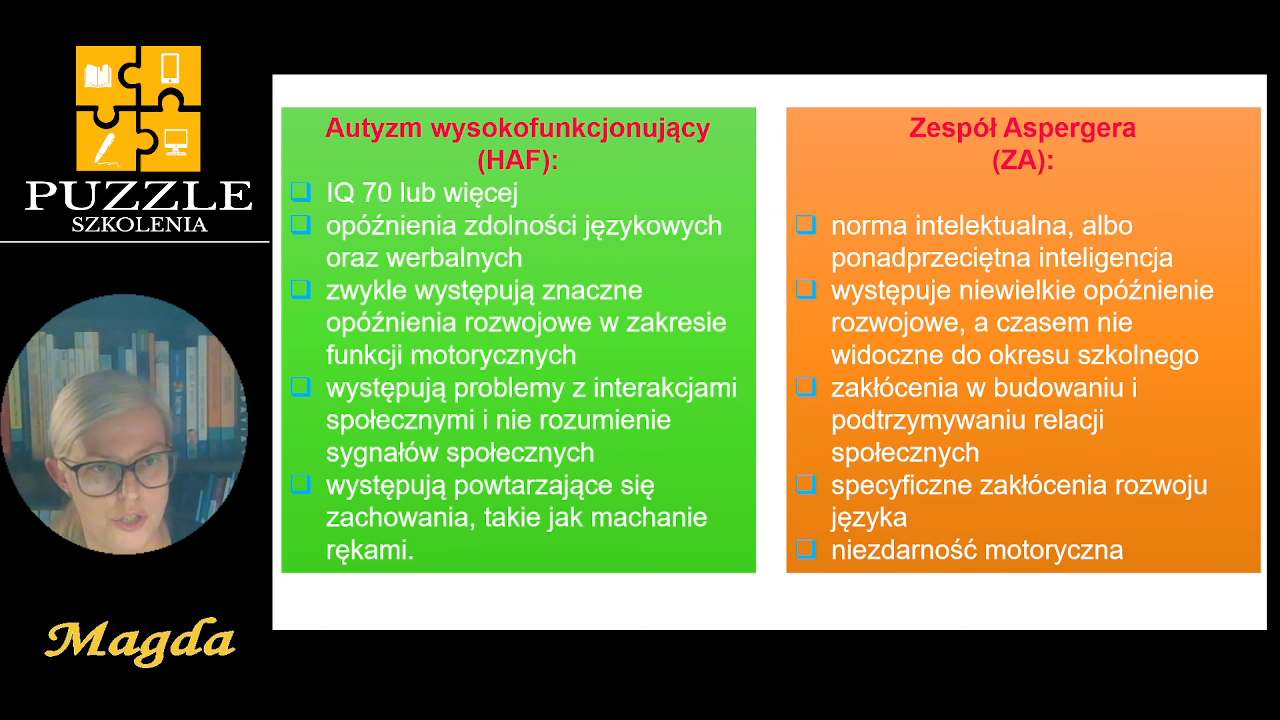 PUZZLE
SZKOLENIA
Magda
Autyzm wysokofunkcjonujący
(HAF):
IQ 70 lub więcej
opóźnienia zdolności językowych
oraz werbalnych
zwykle występują znaczne
opóźnienia rozwojowe w zakresie
funkcji motorycznych
występują problemy z interakcjami
społecznymi i nie rozumienie
sygnałów społecznych
występują powtarzające się
zachowania, takie jak machanie
rękami.
Zespół Aspergera
(ZA):
norma intelektualna, albo
ponadprzeciętna inteligencja
występuje niewielkie opóźnienie
rozwojowe, a czasem nie
widoczne do okresu szkolnego
zakłócenia w budowaniu i
podtrzymywaniu relacji
społecznych
specyficzne zakłócenia rozwoju
języka
niezdarność motoryczna